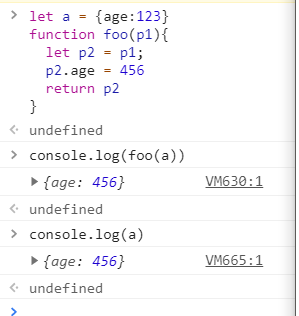 let a = {age:123}
function foo(p1){
let p2 = p1;
p2.age = 456
return p2
}
undefined
console.log(foo(a))
{age: 456} VM630:1
undefined
console.log(a)
{age: 456} VM665:1
undefined